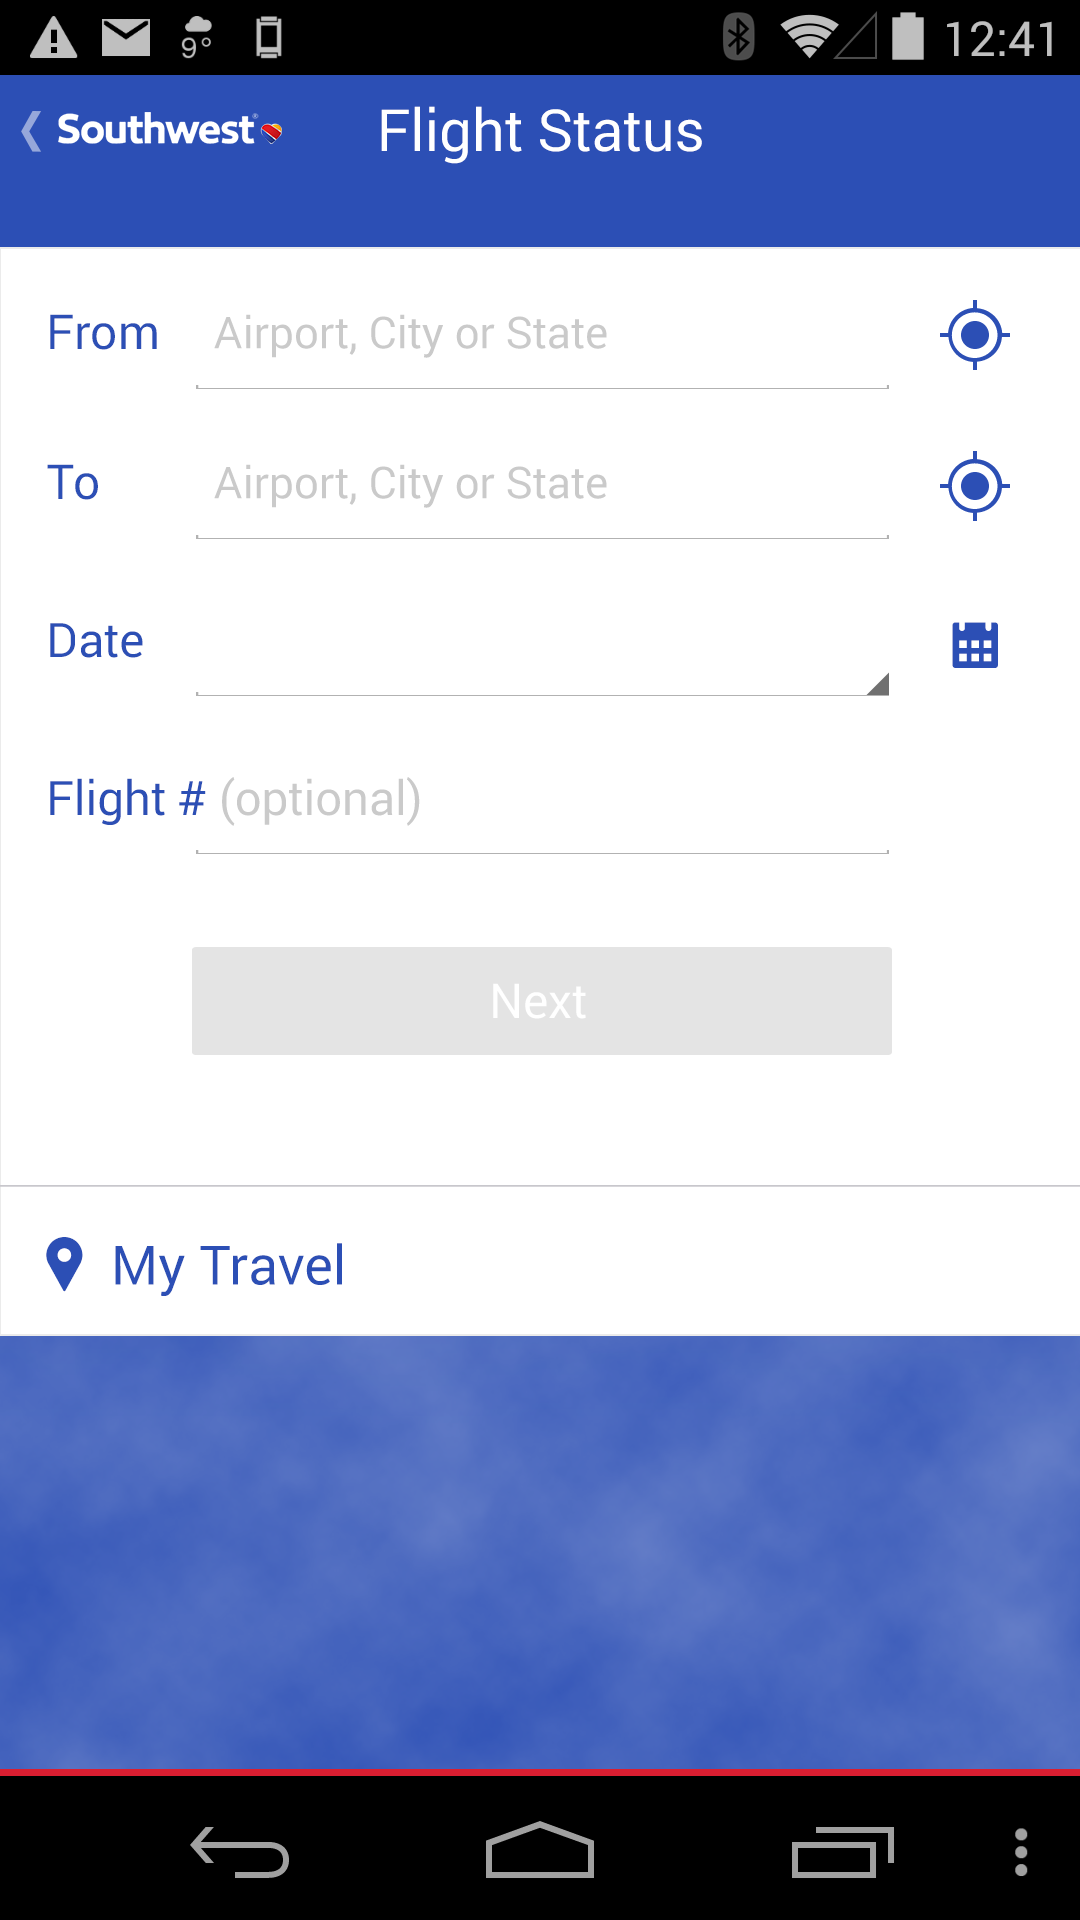 9° 12:41
Southwest® Flight Status
From Airport, City or State
To Airport, City or State
Date
Flight # (optional)
Next
My Travel